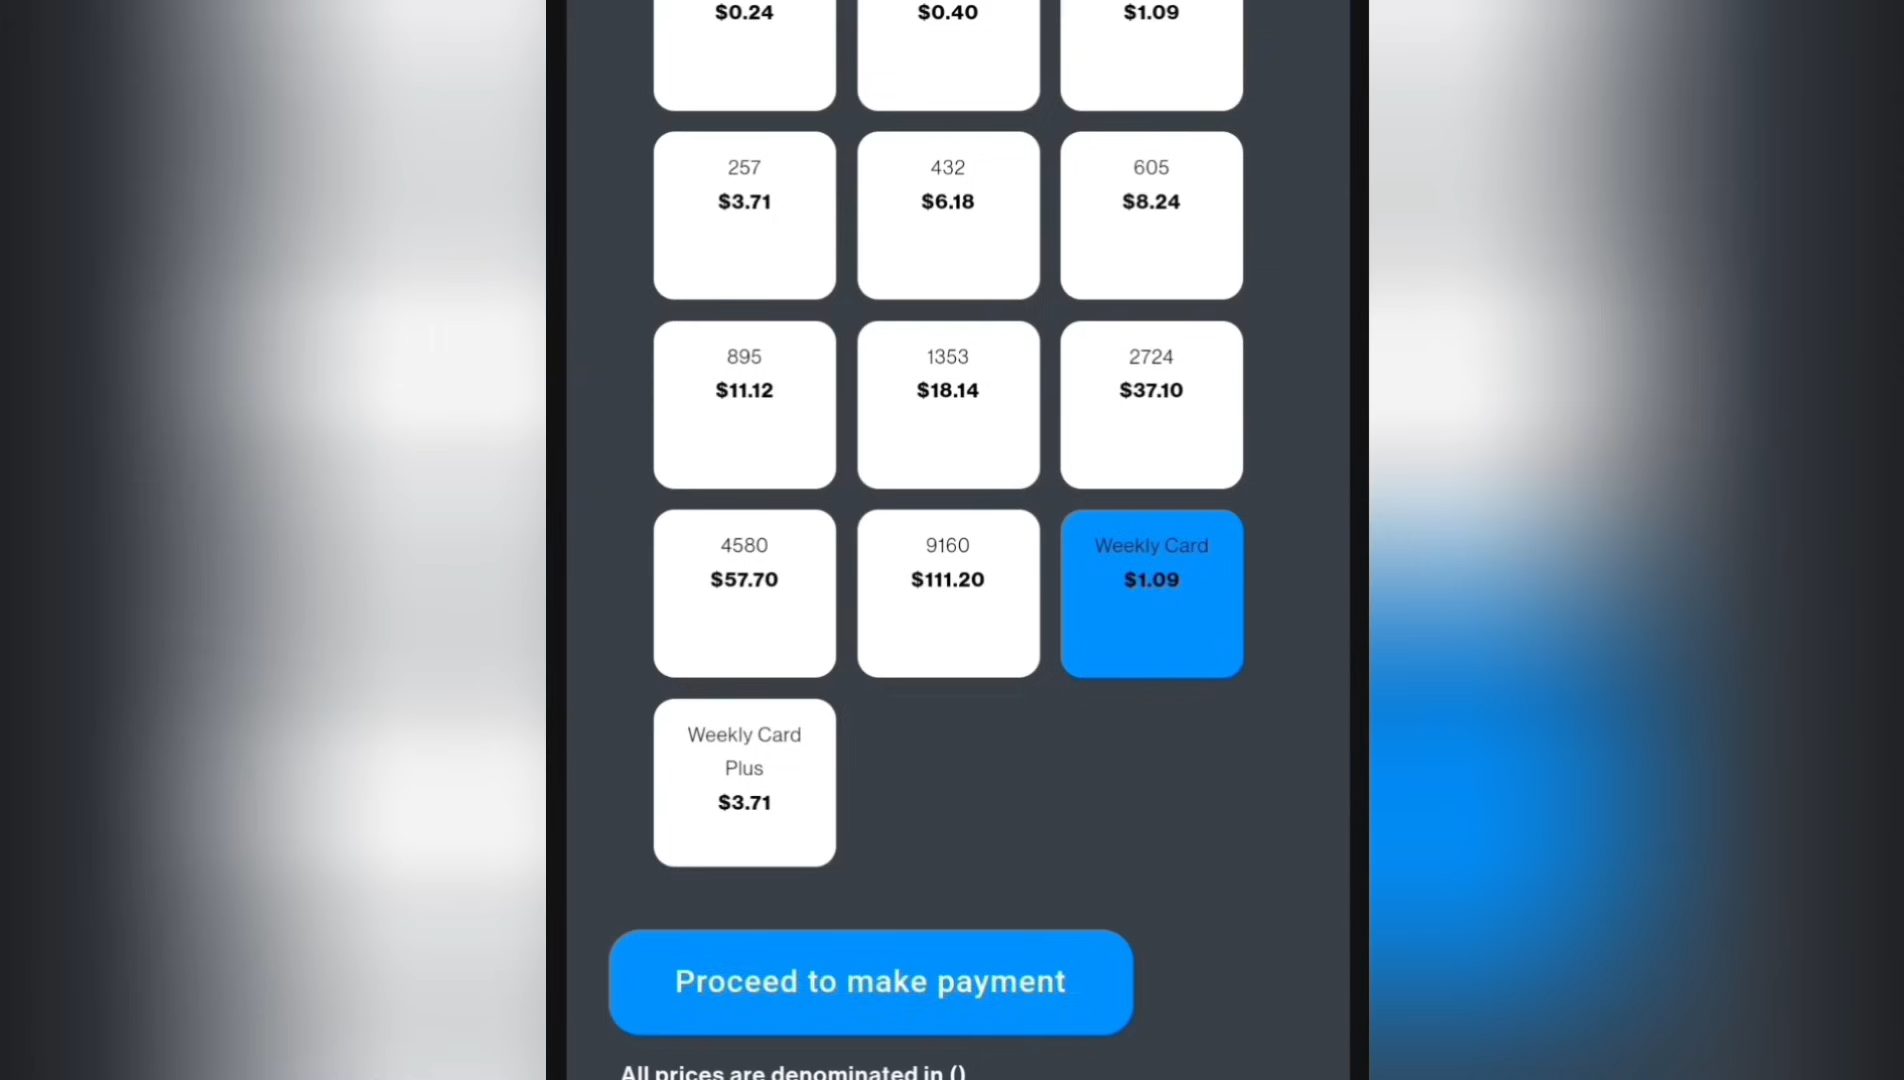 $0.24 $0.40 $1.09
257 432 605
$3.71 $6.18 $8.24
895 1353 2724
$11.12 $18.14 $37.10
4580 9160 Weekly Card
$57.70 $111.20 $1.09
Weekly Card
Plus
$3.71
Proceed to make payment
All prices are denominated in ()